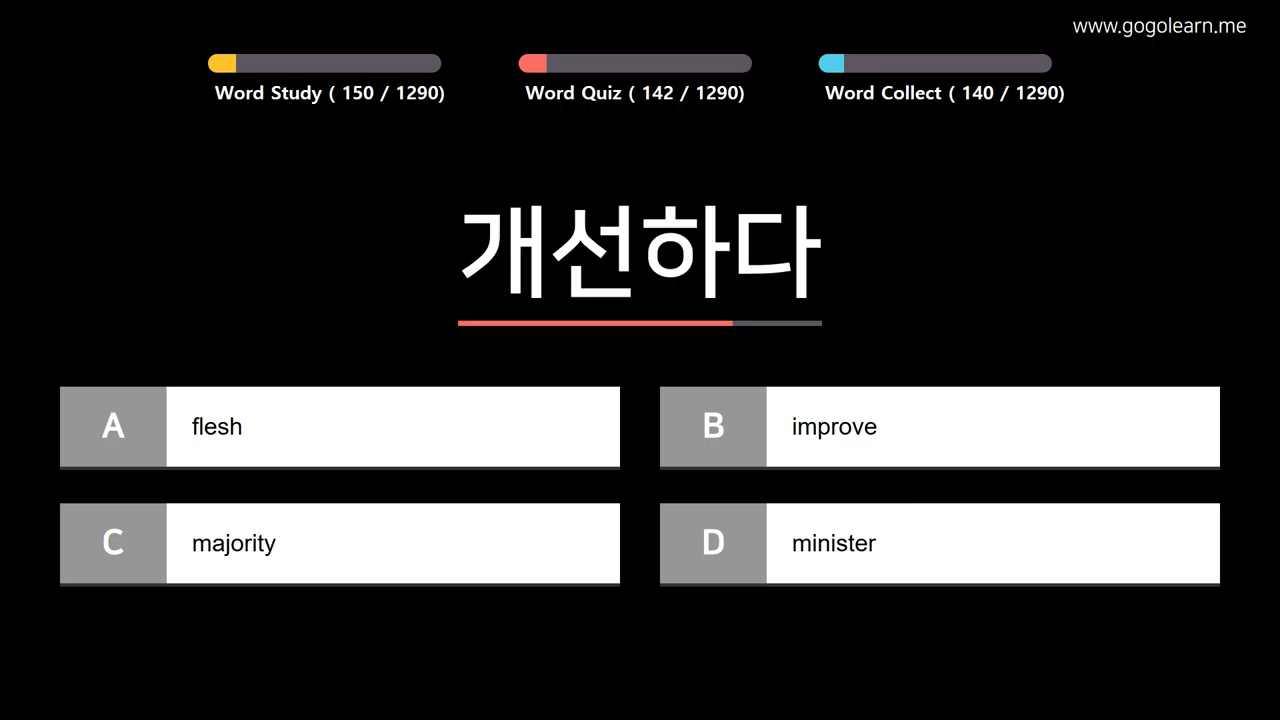 www.gogolearn.me
Word Study ( 150 / 1290)
Word Quiz ( 142 / 1290)
Word Collect ( 140 / 1290)
개선하다
A flesh
B improve
C majority
D minister